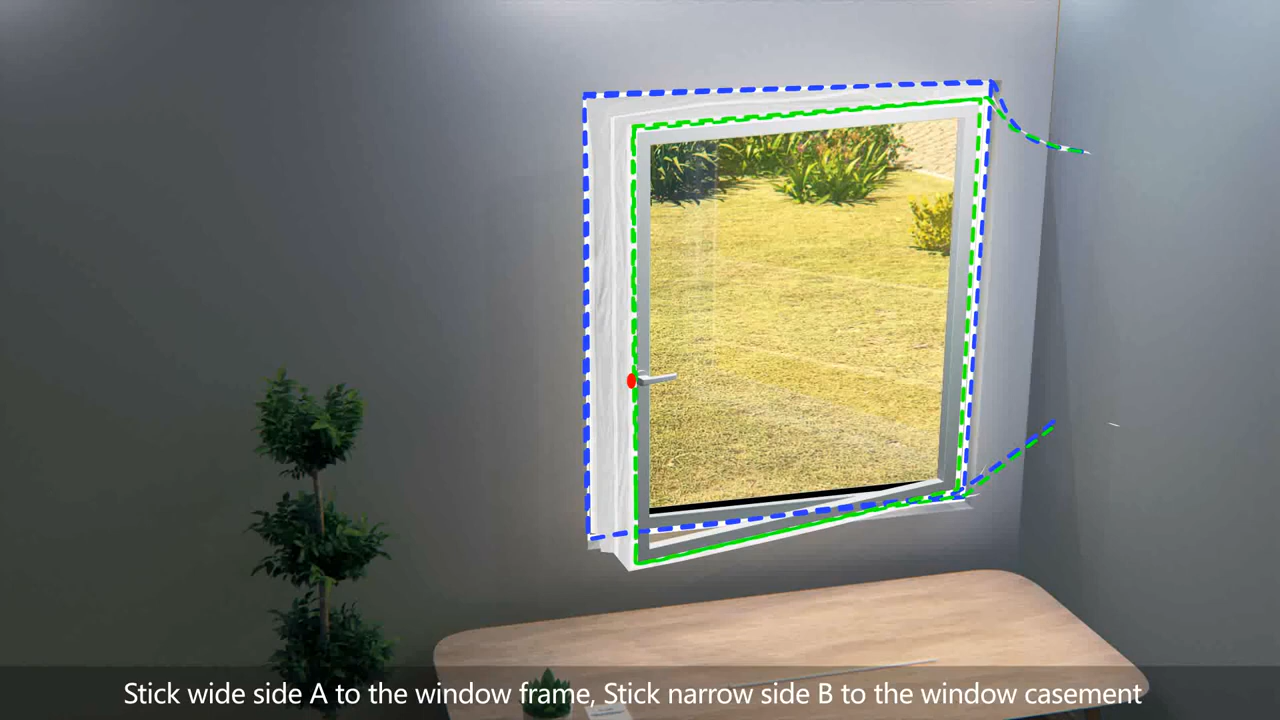 Stick wide side A to the window frame, Stick narrow side B to the window casement